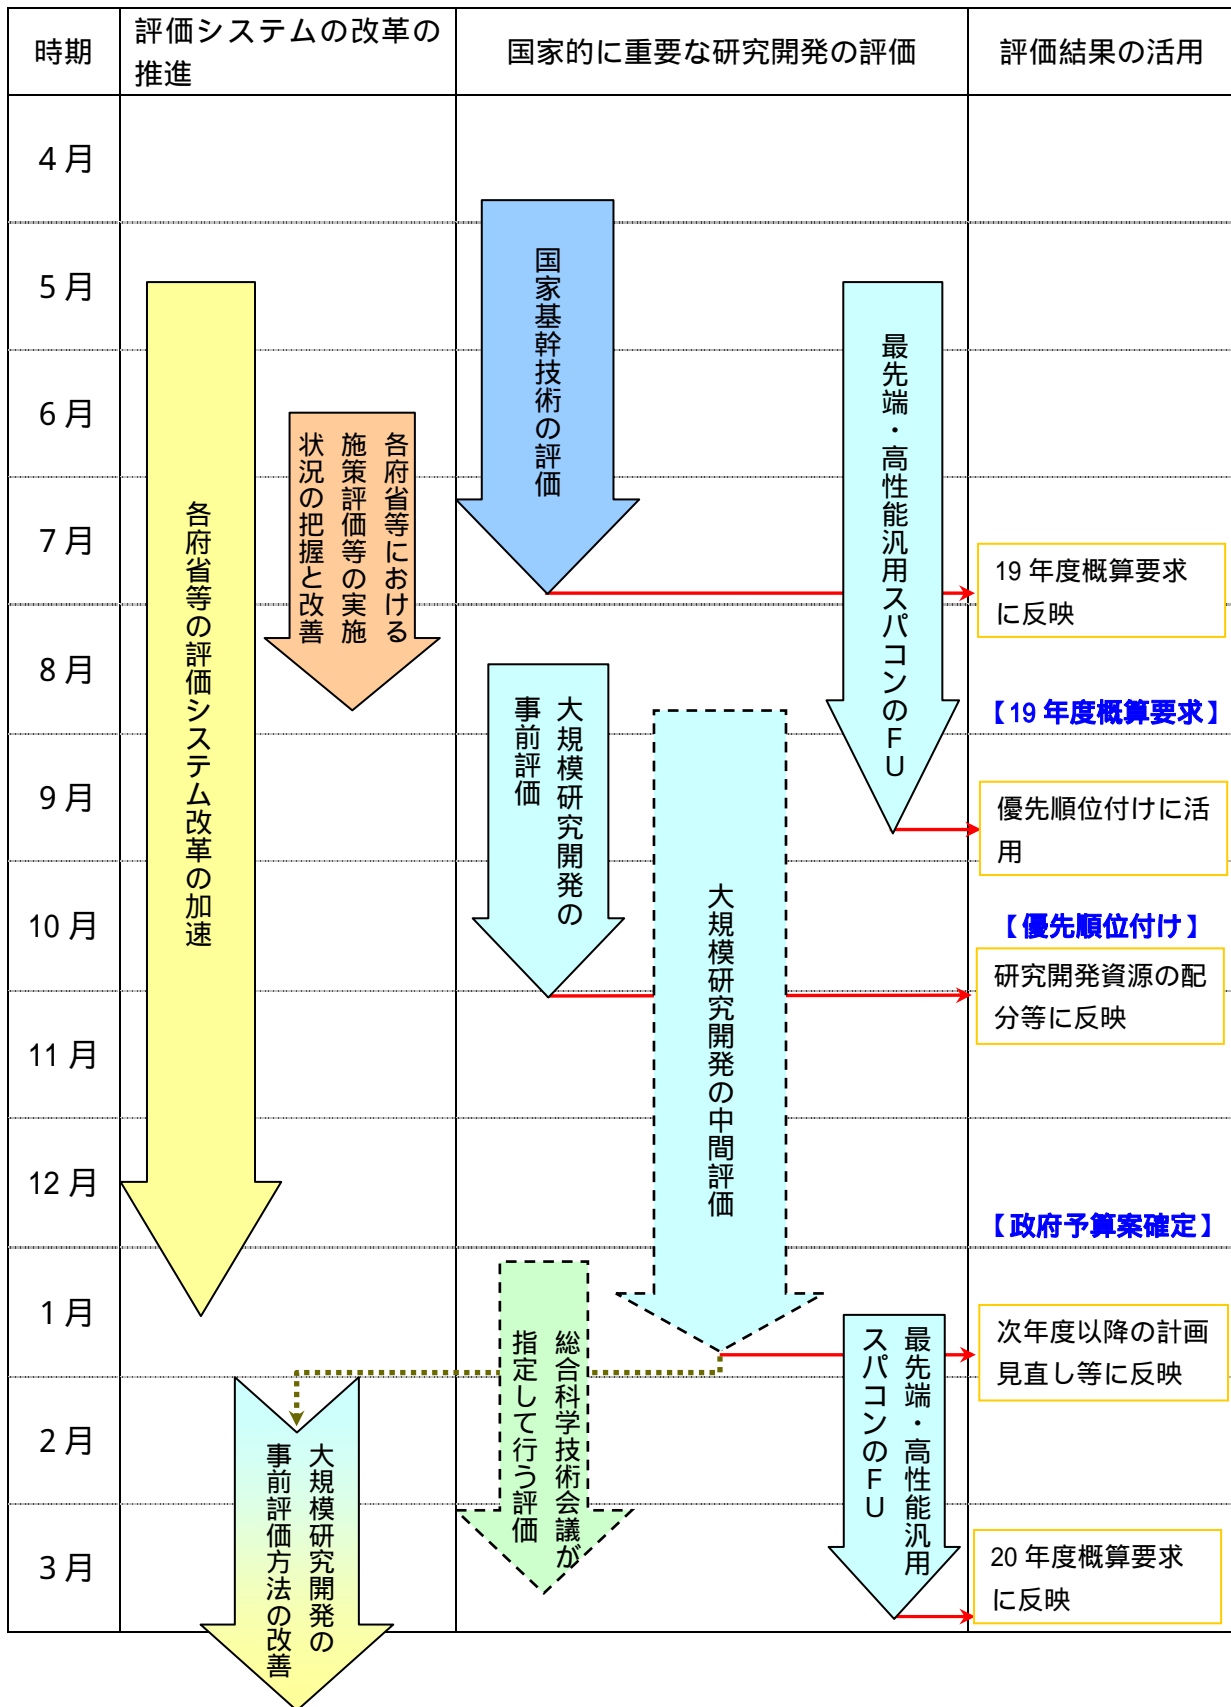 時期
評価システムの改革の
推進
国家的に重要な研究開発の評価
評価結果の活用
4月
5月
6月
7月
8月
9月
10月
11月
12月
1月
2月
3月
各府省等の評価システム改革の加速
各府省等における
施策評価等の実施
状況の把握と改善
大規模研究開発の
事前評価方法の改善
国家基幹技術の評価
大規模研究開発の
事前評価
大規模研究開発の中間評価
総合科学技術会議が
指定して行う評価
最先端・高性能汎用スパコンのFU
最先端・高性能汎用
スパコンのFU
19年度概算要求
に反映
【19年度概算要求】
優先順位付けに活
用
【優先順位付け】
研究開発資源の配
分等に反映
【政府予算案確定】
次年度以降の計画
見直し等に反映
20年度概算要求
に反映